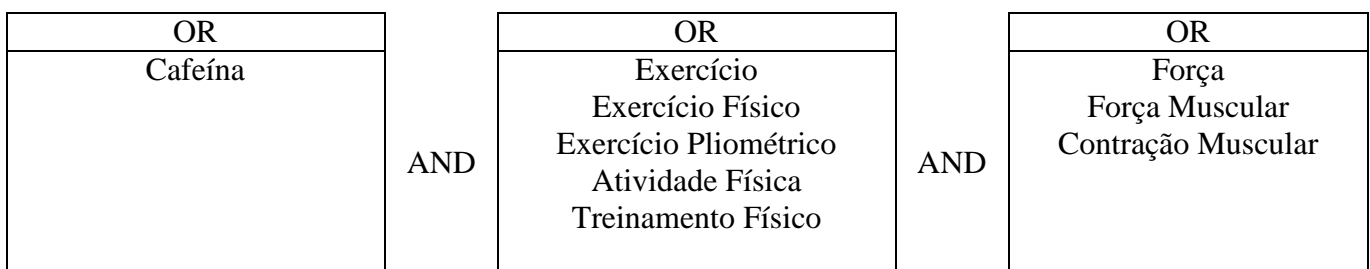 OR
Cafeína
AND
OR
Exercício
Exercício Físico
Exercício Pliométrico
Atividade Física
Treinamento Físico
AND
OR
Força
Força Muscular
Contração Muscular